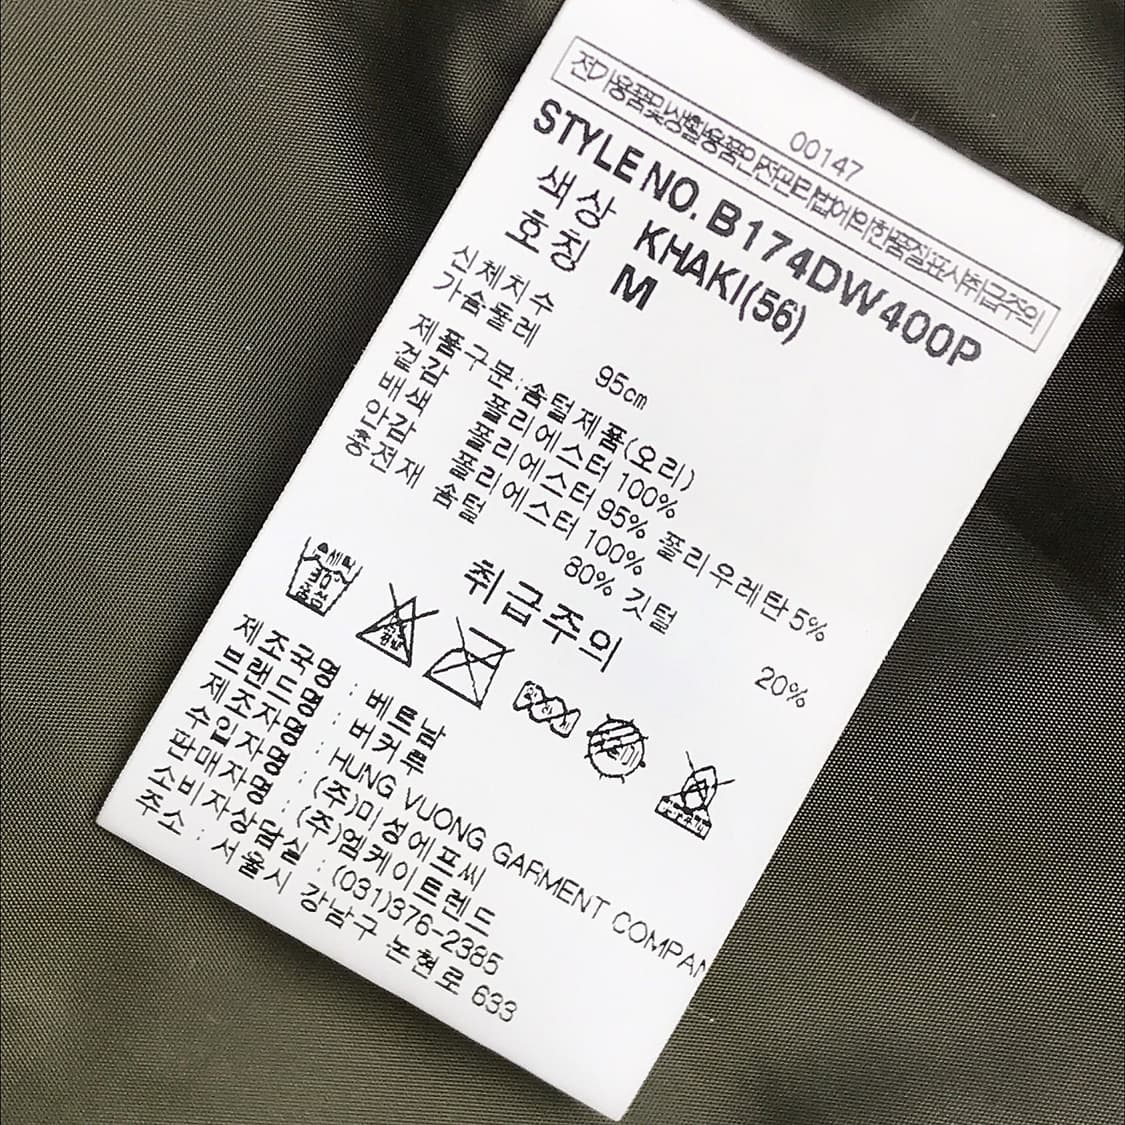 00147
전기용품및생활용품안전관리법에의한품질표시취급주의
STYLE NO. B174DW400P
색상 KHAKI(56)
호칭 M
신체치수
가슴둘레 95cm
제품구분:솜털제품(오리)
겉감 폴리에스터 100%
배색 폴리에스터 95% 폴리우레탄 5%
안감 폴리에스터 100%
충전재 솜털 80% 깃털 20%
취급주의
손세탁
30
중성
제조국명 : 베트남
브랜드명 : 버커루
제조자명 : HUNG VUONG GARMENT COMPAN
수입자명 : (주)미성에프씨
판매자명 : (주)엠케이트렌드
소비자상담실 : (031)376-2385
주소 : 서울시 강남구 논현로 633